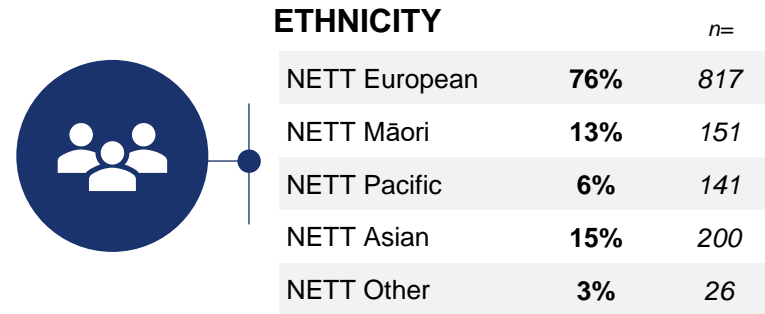 ETHNICITY n=
NETT European 76% 817
NETT Māori 13% 151
NETT Pacific 6% 141
NETT Asian 15% 200
NETT Other 3% 26